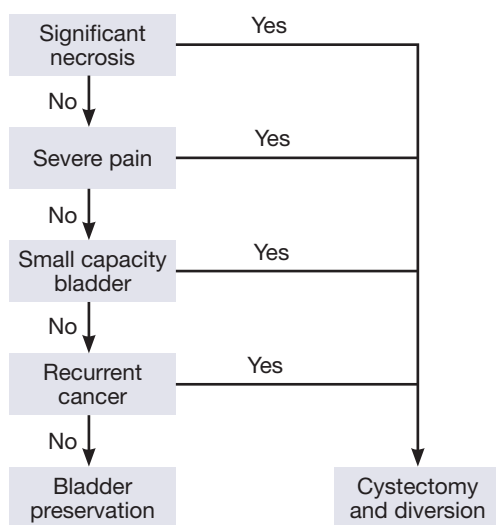 Significant
necrosis
Yes
No
Severe pain
Yes
No
Small capacity
bladder
Yes
No
Recurrent
cancer
Yes
No
Bladder
preservation
Cystectomy
and diversion